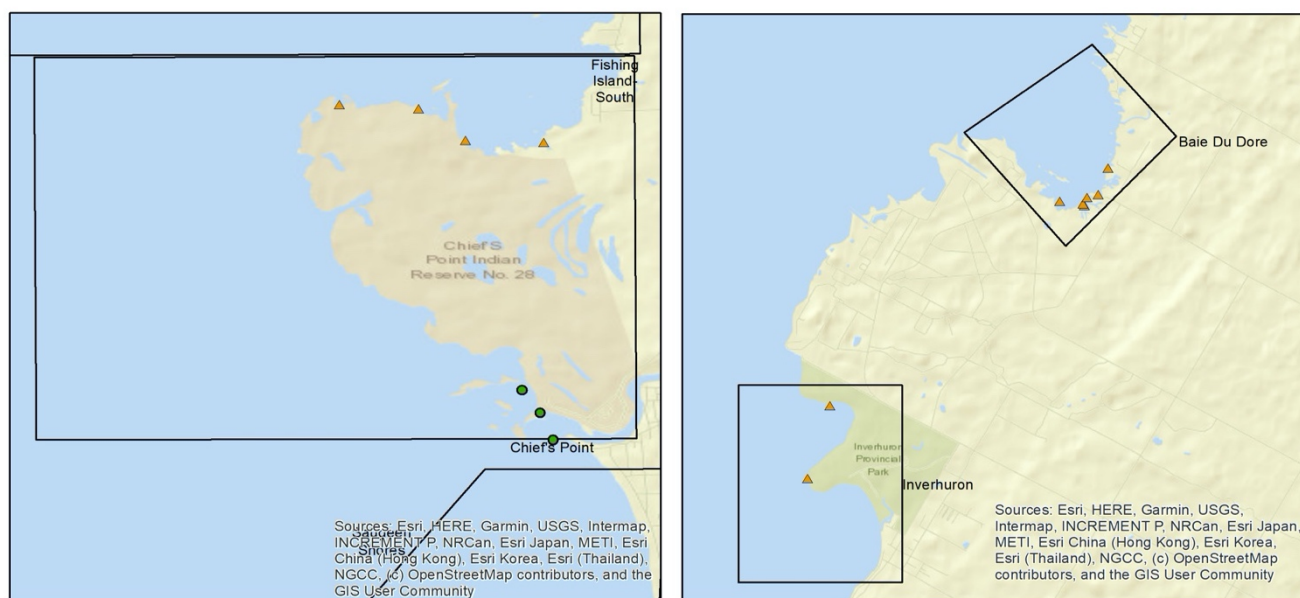 Fishing
Island-
South
Chief S
Point Indian
Reserve No. 28
Chief's Point
Saugeen
Shores
Sources: Esri, HERE, Garmin, USGS, Intermap,
INCREMENT P, NRCan, Esri Japan, METI, Esri
China (Hong Kong), Esri Korea, Esri (Thailand),
NGCC, (c) OpenStreetMap contributors, and the
GIS User Community
Baie Du Dore
Inverhuron
Provincial
Park
Inverhuron
Sources: Esri, HERE, Garmin, USGS,
Intermap, INCREMENT P, NRCan, Esri Japan,
METI, Esri China (Hong Kong), Esri Korea,
Esri (Thailand), NGCC, (c) OpenStreetMap
contributors, and the GIS User Community